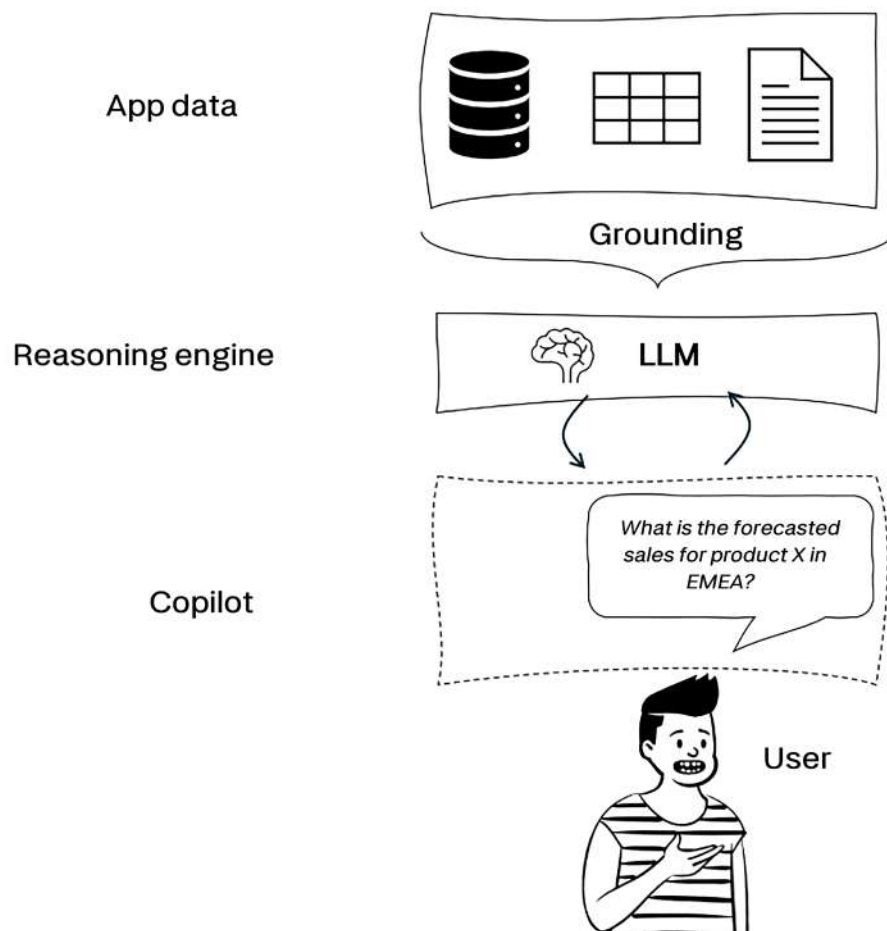 App data
Grounding
Reasoning engine
LLM
What is the forecasted
sales for product X in
EMEA?
Copilot
User